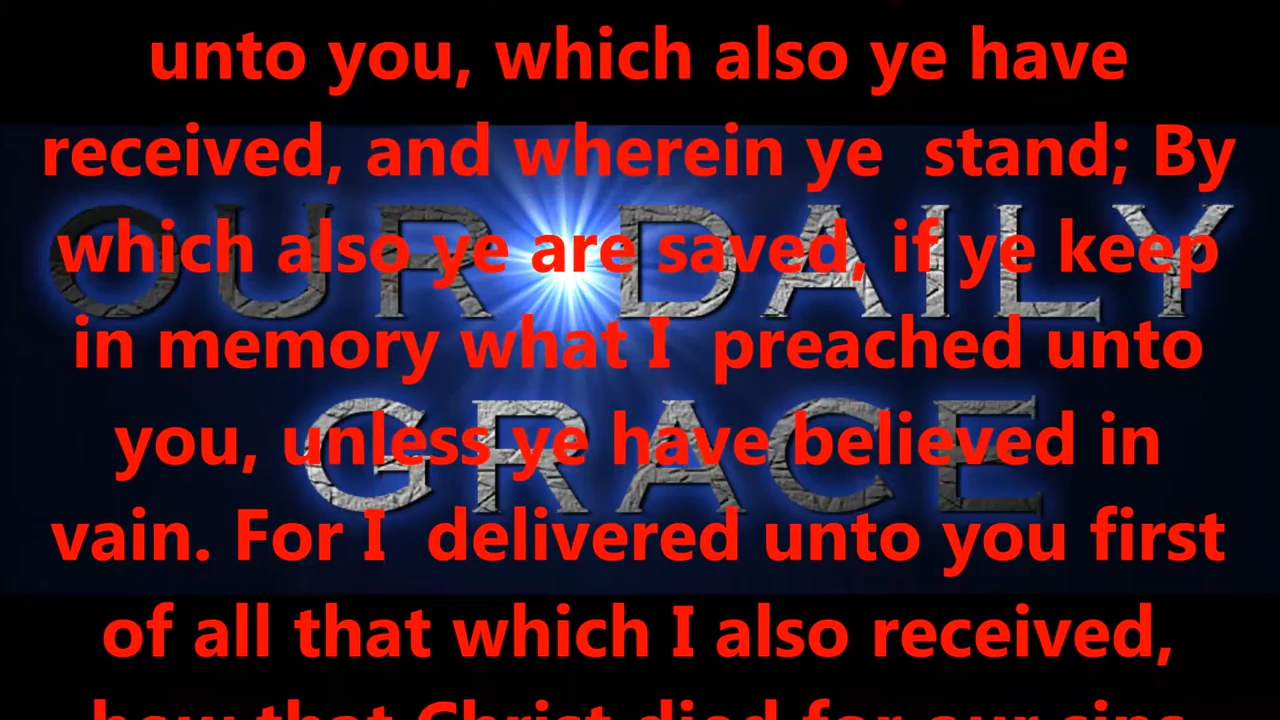 unto you, which also ye have
received, and wherein ye stand; By
which also ye are saved, if ye keep
in memory what I preached unto
you, unless ye have believed in
vain. For I delivered unto you first
of all that which I also received,
how that Christ died for our sins
OUR DAILY
GRACE